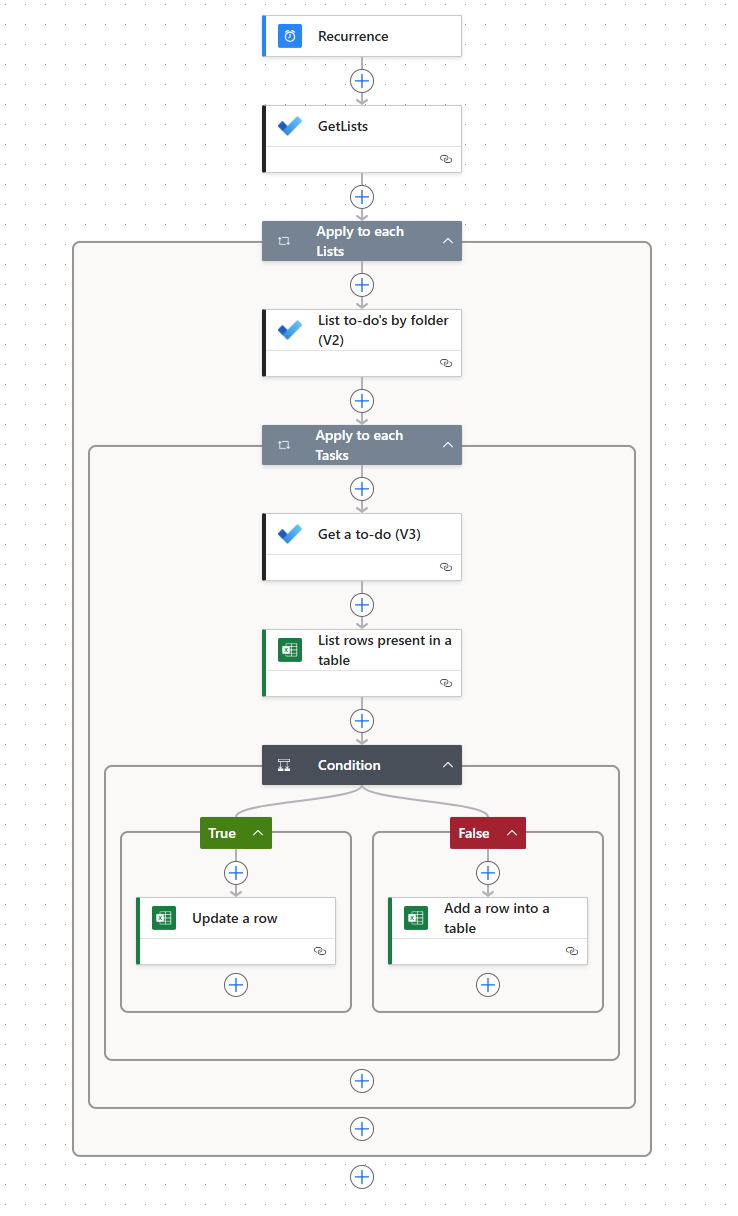 Recurrence
GetLists
Apply to each
Lists
List to-do's by folder
(V2)
Apply to each
Tasks
Get a to-do (V3)
List rows present in a
table
Condition
True
False
Update a row
Add a row into a
table